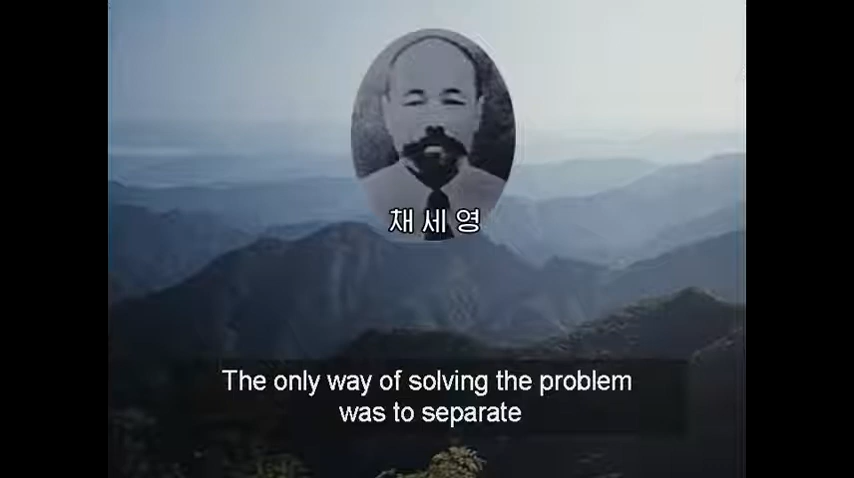 채세영
The only way of solving the problem
was to separate